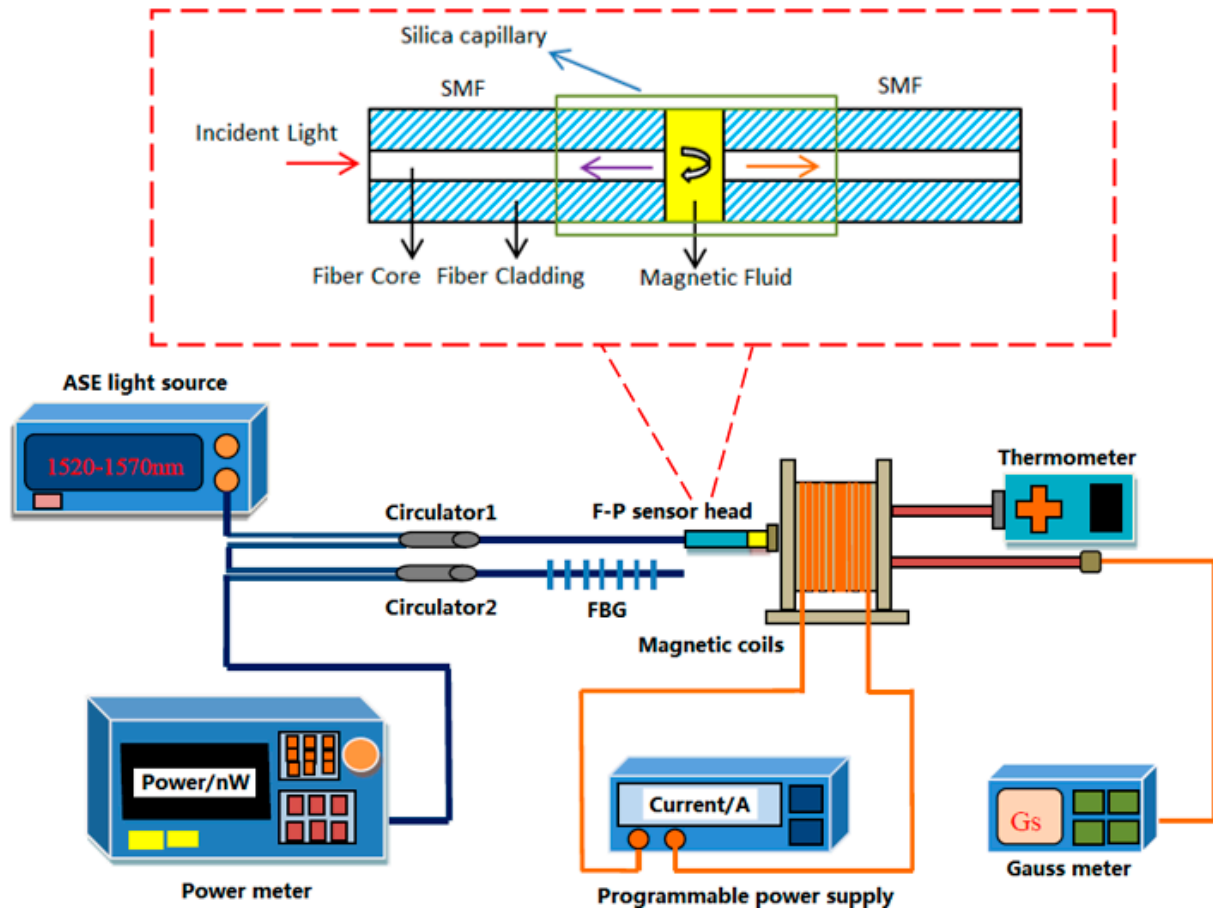 Silica capillary
SMF
SMF
Incident Light
Fiber Core
Fiber Cladding
Magnetic Fluid
ASE light source
1520-1570nm
Thermometer
Circulator1
F-P sensor head
Circulator2
FBG
Magnetic coils
Power/nW
Current/A
Gs
Power meter
Programmable power supply
Gauss meter